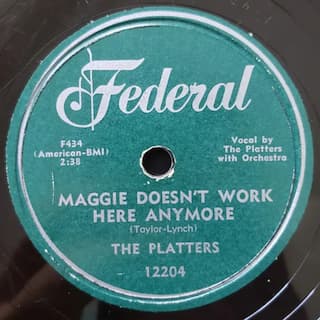 Federal
F434
(American-BMI)
2:38
Vocal by
The Platters
with Orchestra
MAGGIE DOESN'T WORK
HERE ANYMORE
(Taylor-Lynch)
THE PLATTERS
12204